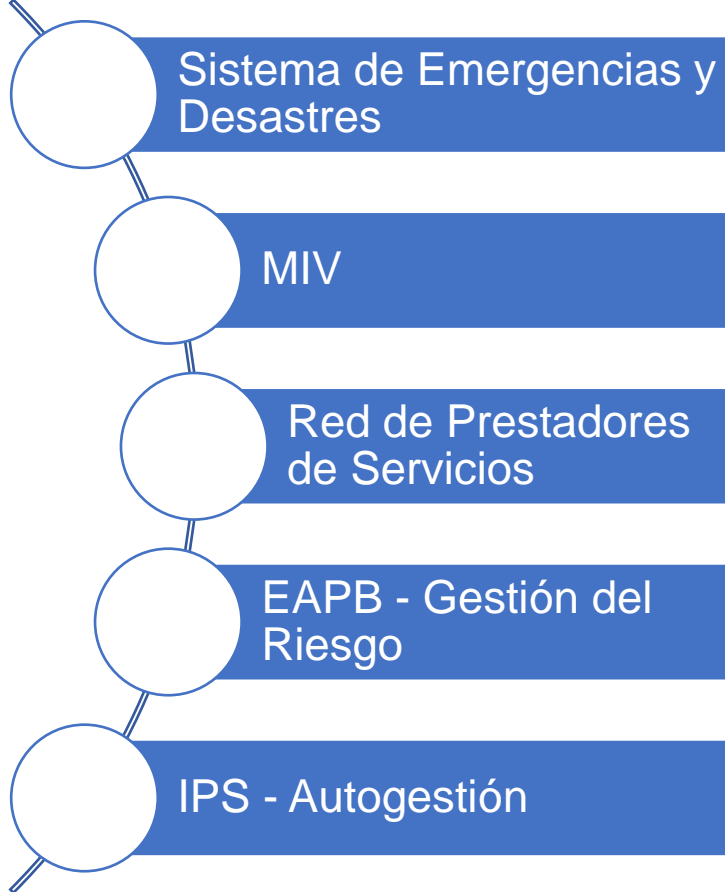 Sistema de Emergencias y
Desastres
MIV
Red de Prestadores
de Servicios
EAPB - Gestión del
Riesgo
IPS - Autogestión